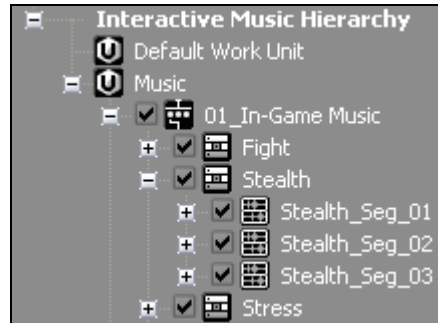 Interactive Music Hierarchy
Default Work Unit
Music
01_In-Game Music
Fight
Stealth
Stealth_Seg_01
Stealth_Seg_02
Stealth_Seg_03
Stress